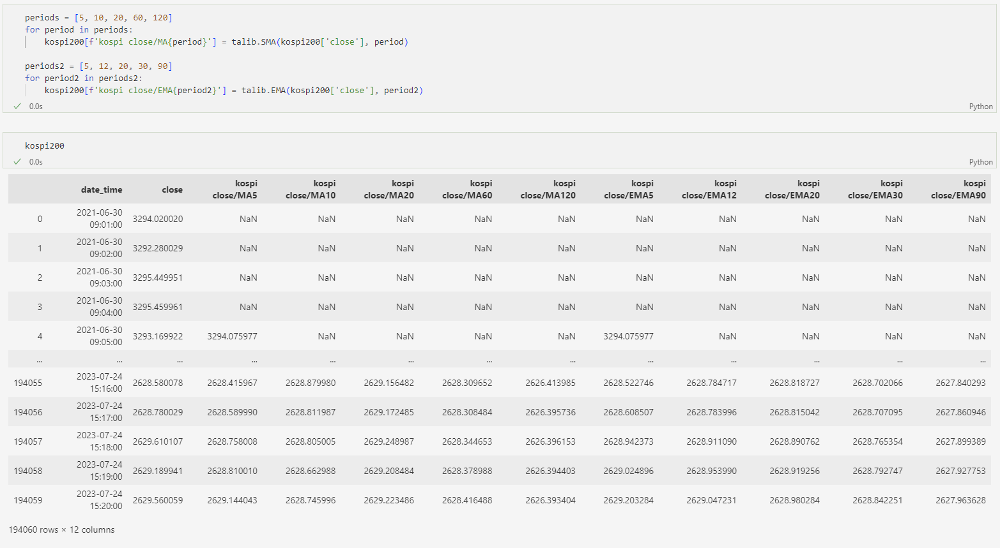 periods = [5, 10, 20, 60, 120]
for period in periods:
    kospi200[f'kospi close/MA{period}'] = talib.SMA(kospi200['close'], period)
periods2 = [5, 12, 20, 30, 90]
for period2 in periods2:
    kospi200[f'kospi close/EMA{period2}'] = talib.EMA(kospi200['close'], period2)
✓ 0.0s Python
kospi200
✓ 0.0s Python
kospi kospi kospi kospi kospi kospi kospi kospi kospi kospi
date_time close close/MA5 close/MA10 close/MA20 close/MA60 close/MA120 close/EMA5 close/EMA12 close/EMA20 close/EMA30 close/EMA90
2021-06-30
0 09:01:00 3294.020020 NaN NaN NaN NaN NaN NaN NaN NaN NaN NaN
2021-06-30
1 09:02:00 3292.280029 NaN NaN NaN NaN NaN NaN NaN NaN NaN NaN
2021-06-30
2 09:03:00 3295.449951 NaN NaN NaN NaN NaN NaN NaN NaN NaN NaN
2021-06-30
3 09:04:00 3295.459961 NaN NaN NaN NaN NaN NaN NaN NaN NaN NaN
2021-06-30
4 09:05:00 3293.169922 3294.075977 NaN NaN NaN NaN 3294.075977 NaN NaN NaN NaN
... ... ... ... ... ... ... ... ... ... ... ... ...
2023-07-24
194055 15:16:00 2628.580078 2628.415967 2628.879980 2629.156482 2628.309652 2626.413985 2628.522746 2628.784717 2628.818727 2628.702066 2627.840293
2023-07-24
194056 15:17:00 2628.780029 2628.589990 2628.811987 2629.172485 2628.308484 2626.395736 2628.608507 2628.783996 2628.815042 2628.707095 2627.860946
2023-07-24
194057 15:18:00 2629.610107 2628.758008 2628.805005 2629.248987 2628.344653 2626.396153 2628.942373 2628.911090 2628.890762 2628.765354 2627.899389
2023-07-24
194058 15:19:00 2629.189941 2628.810010 2628.662988 2629.208484 2628.378988 2626.394403 2629.024896 2628.953990 2628.919256 2628.792747 2627.927753
2023-07-24
194059 15:20:00 2629.560059 2629.144043 2628.745996 2629.223486 2628.416488 2626.393404 2629.203284 2629.047231 2628.980284 2628.842251 2627.963628
194060 rows × 12 columns